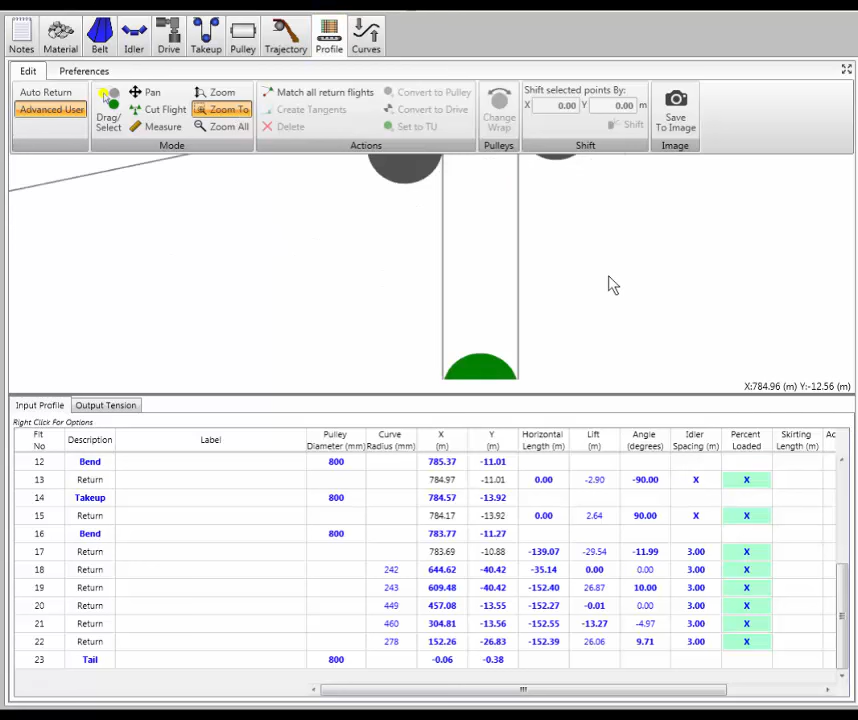 Notes Material Belt Idler Drive Takeup Pulley Trajectory Profile Curves
Edit Preferences
Auto Return
Advanced User
Drag/
Select
Pan
Cut Flight
Measure
Zoom
Zoom To
Zoom All
Mode
Match all return flights
Create Tangents
Delete
Convert to Pulley
Convert to Drive
Set to TU
Actions
Change
Wrap
Pulleys
Shift selected points By:
X 0.00 Y 0.00 m
Shift
Shift
Save
To Image
Image
X:784.96 (m) Y:-12.56 (m)
Input Profile Output Tension
Right Click For Options
Flt
No
Description
Label
Pulley
Diameter (mm)
Curve
Radius (mm)
X
(m)
Y
(m)
Horizontal
Length (m)
Lift
(m)
Angle
(degrees)
Idler
Spacing (m)
Percent
Loaded
Skirting
Length (m)
Ac
12 Bend 800 785.37 -11.01
13 Return 784.97 -11.01 0.00 -2.90 -90.00 X X
14 Takeup 800 784.57 -13.92
15 Return 784.17 -13.92 0.00 2.64 90.00 X X
16 Bend 800 783.77 -11.27
17 Return 783.69 -10.88 -139.07 -29.54 -11.99 3.00 X
18 Return 242 644.62 -40.42 -35.14 0.00 0.00 3.00 X
19 Return 243 609.48 -40.42 -152.40 26.87 10.00 3.00 X
20 Return 449 457.08 -13.55 -152.27 -0.01 0.00 3.00 X
21 Return 460 304.81 -13.56 -152.55 -13.27 -4.97 3.00 X
22 Return 278 152.26 -26.83 -152.39 26.06 9.71 3.00 X
23 Tail 800 -0.06 -0.38